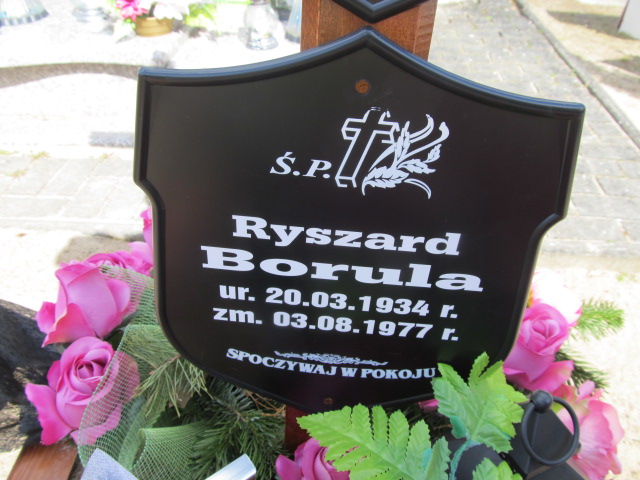 Ś.P.
Ryszard
Borula
ur. 20.03.1934 r.
zm. 03.08.1977 r.
SPOCZYWAJ W POKOJU